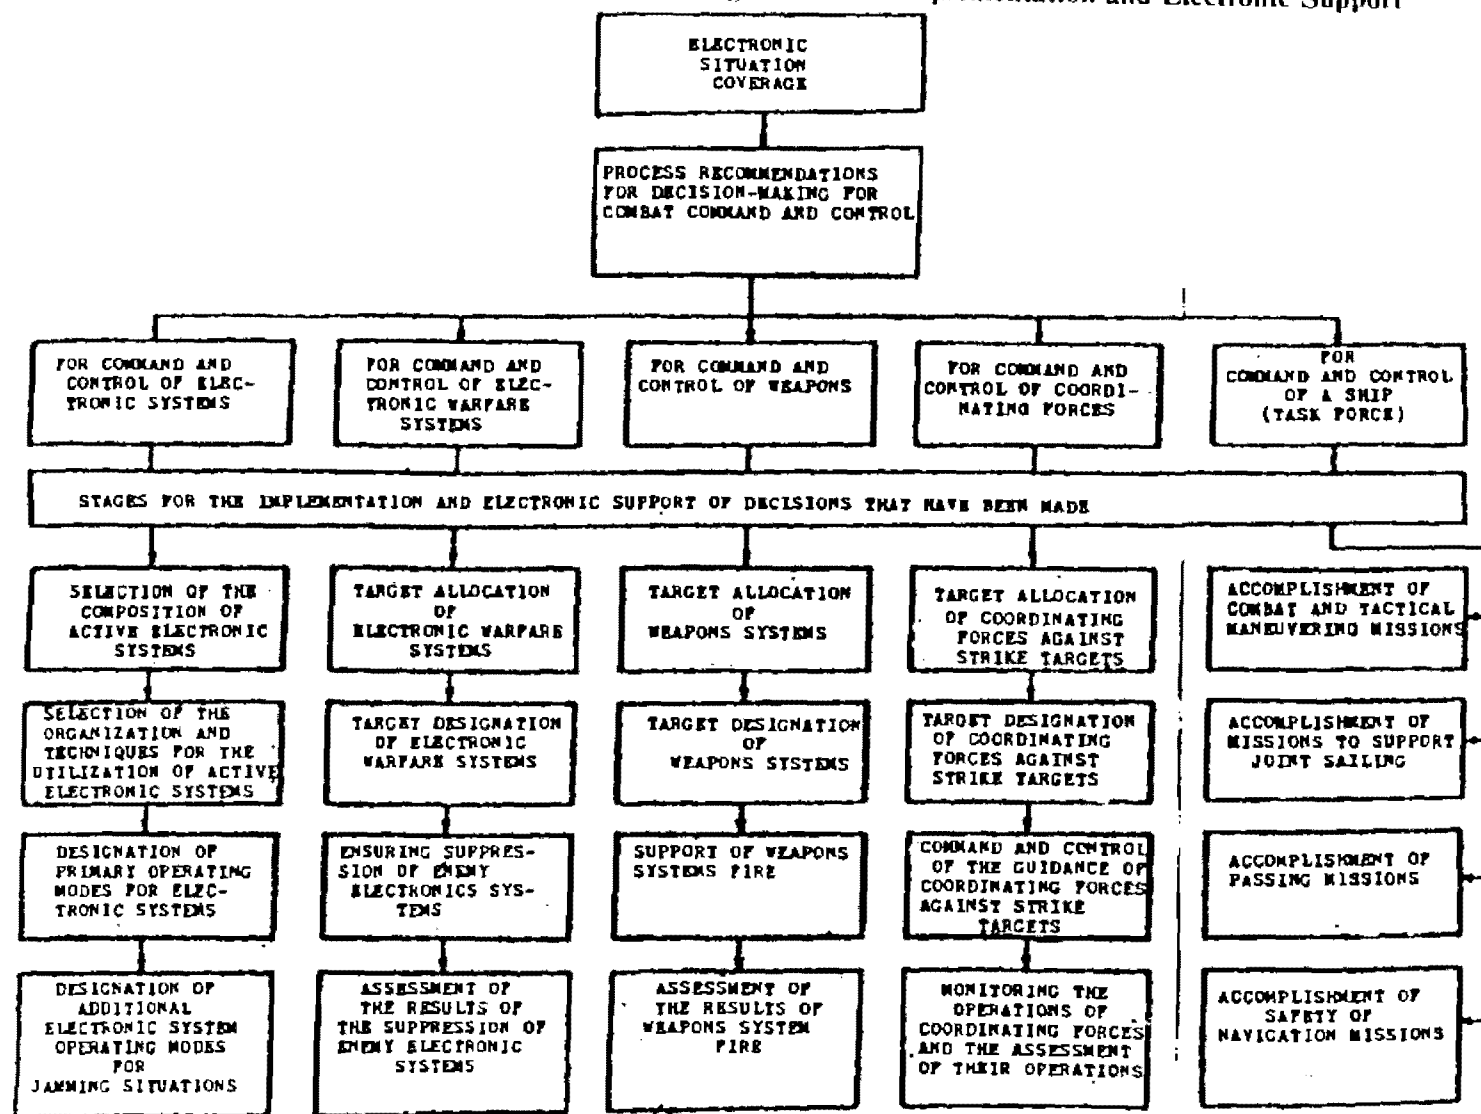 and Electronic Support
ELECTRONIC
SITUATION
COVERAGE
PROCESS RECOMMENDATIONS
FOR DECISION-MAKING FOR
COMBAT COMMAND AND CONTROL
FOR COMMAND AND
CONTROL OF ELEC-
TRONIC SYSTEMS
FOR COMMAND AND
CONTROL OF ELEC-
TRONIC WARFARE
SYSTEMS
FOR COMMAND AND
CONTROL OF WEAPONS
FOR COMMAND AND
CONTROL OF COORDI-
NATING FORCES
FOR
COMMAND AND CONTROL
OF A SHIP
(TASK FORCE)
STAGES FOR THE IMPLEMENTATION AND ELECTRONIC SUPPORT OF DECISIONS THAT HAVE BEEN MADE
SELECTION OF THE
COMPOSITION OF
ACTIVE ELECTRONIC
SYSTEMS
TARGET ALLOCATION
OF
ELECTRONIC WARFARE
SYSTEMS
TARGET ALLOCATION
OF
WEAPONS SYSTEMS
TARGET ALLOCATION
OF COORDINATING
FORCES AGAINST
STRIKE TARGETS
ACCOMPLISHMENT OF
COMBAT AND TACTICAL
MANEUVERING MISSIONS
SELECTION OF THE
ORGANIZATION AND
TECHNIQUES FOR THE
UTILIZATION OF ACTIVE
ELECTRONIC SYSTEMS
TARGET DESIGNATION
OF ELECTRONIC
WARFARE SYSTEMS
TARGET DESIGNATION
OF
WEAPONS SYSTEMS
TARGET DESIGNATION
OF COORDINATING
FORCES AGAINST
STRIKE TARGETS
ACCOMPLISHMENT OF
MISSIONS TO SUPPORT
JOINT SAILING
DESIGNATION OF
PRIMARY OPERATING
MODES FOR ELEC-
TRONIC SYSTEMS
ENSURING SUPPRES-
SION OF ENEMY
ELECTRONICS SYS-
TEMS
SUPPORT OF WEAPONS
SYSTEMS FIRE
COMMAND AND CONTROL
OF THE GUIDANCE OF
COORDINATING FORCES
AGAINST STRIKE
TARGETS
ACCOMPLISHMENT OF
PASSING MISSIONS
DESIGNATION OF
ADDITIONAL
ELECTRONIC SYSTEM
OPERATING MODES
FOR
JAMMING SITUATIONS
ASSESSMENT OF
THE RESULTS OF
THE SUPPRESSION OF
ENEMY ELECTRONIC
SYSTEMS
ASSESSMENT OF
THE RESULTS OF
WEAPONS SYSTEM
FIRE
MONITORING THE
OPERATIONS OF
COORDINATING FORCES
AND THE ASSESSMENT
OF THEIR OPERATIONS
ACCOMPLISHMENT OF
SAFETY OF
NAVIGATION MISSIONS